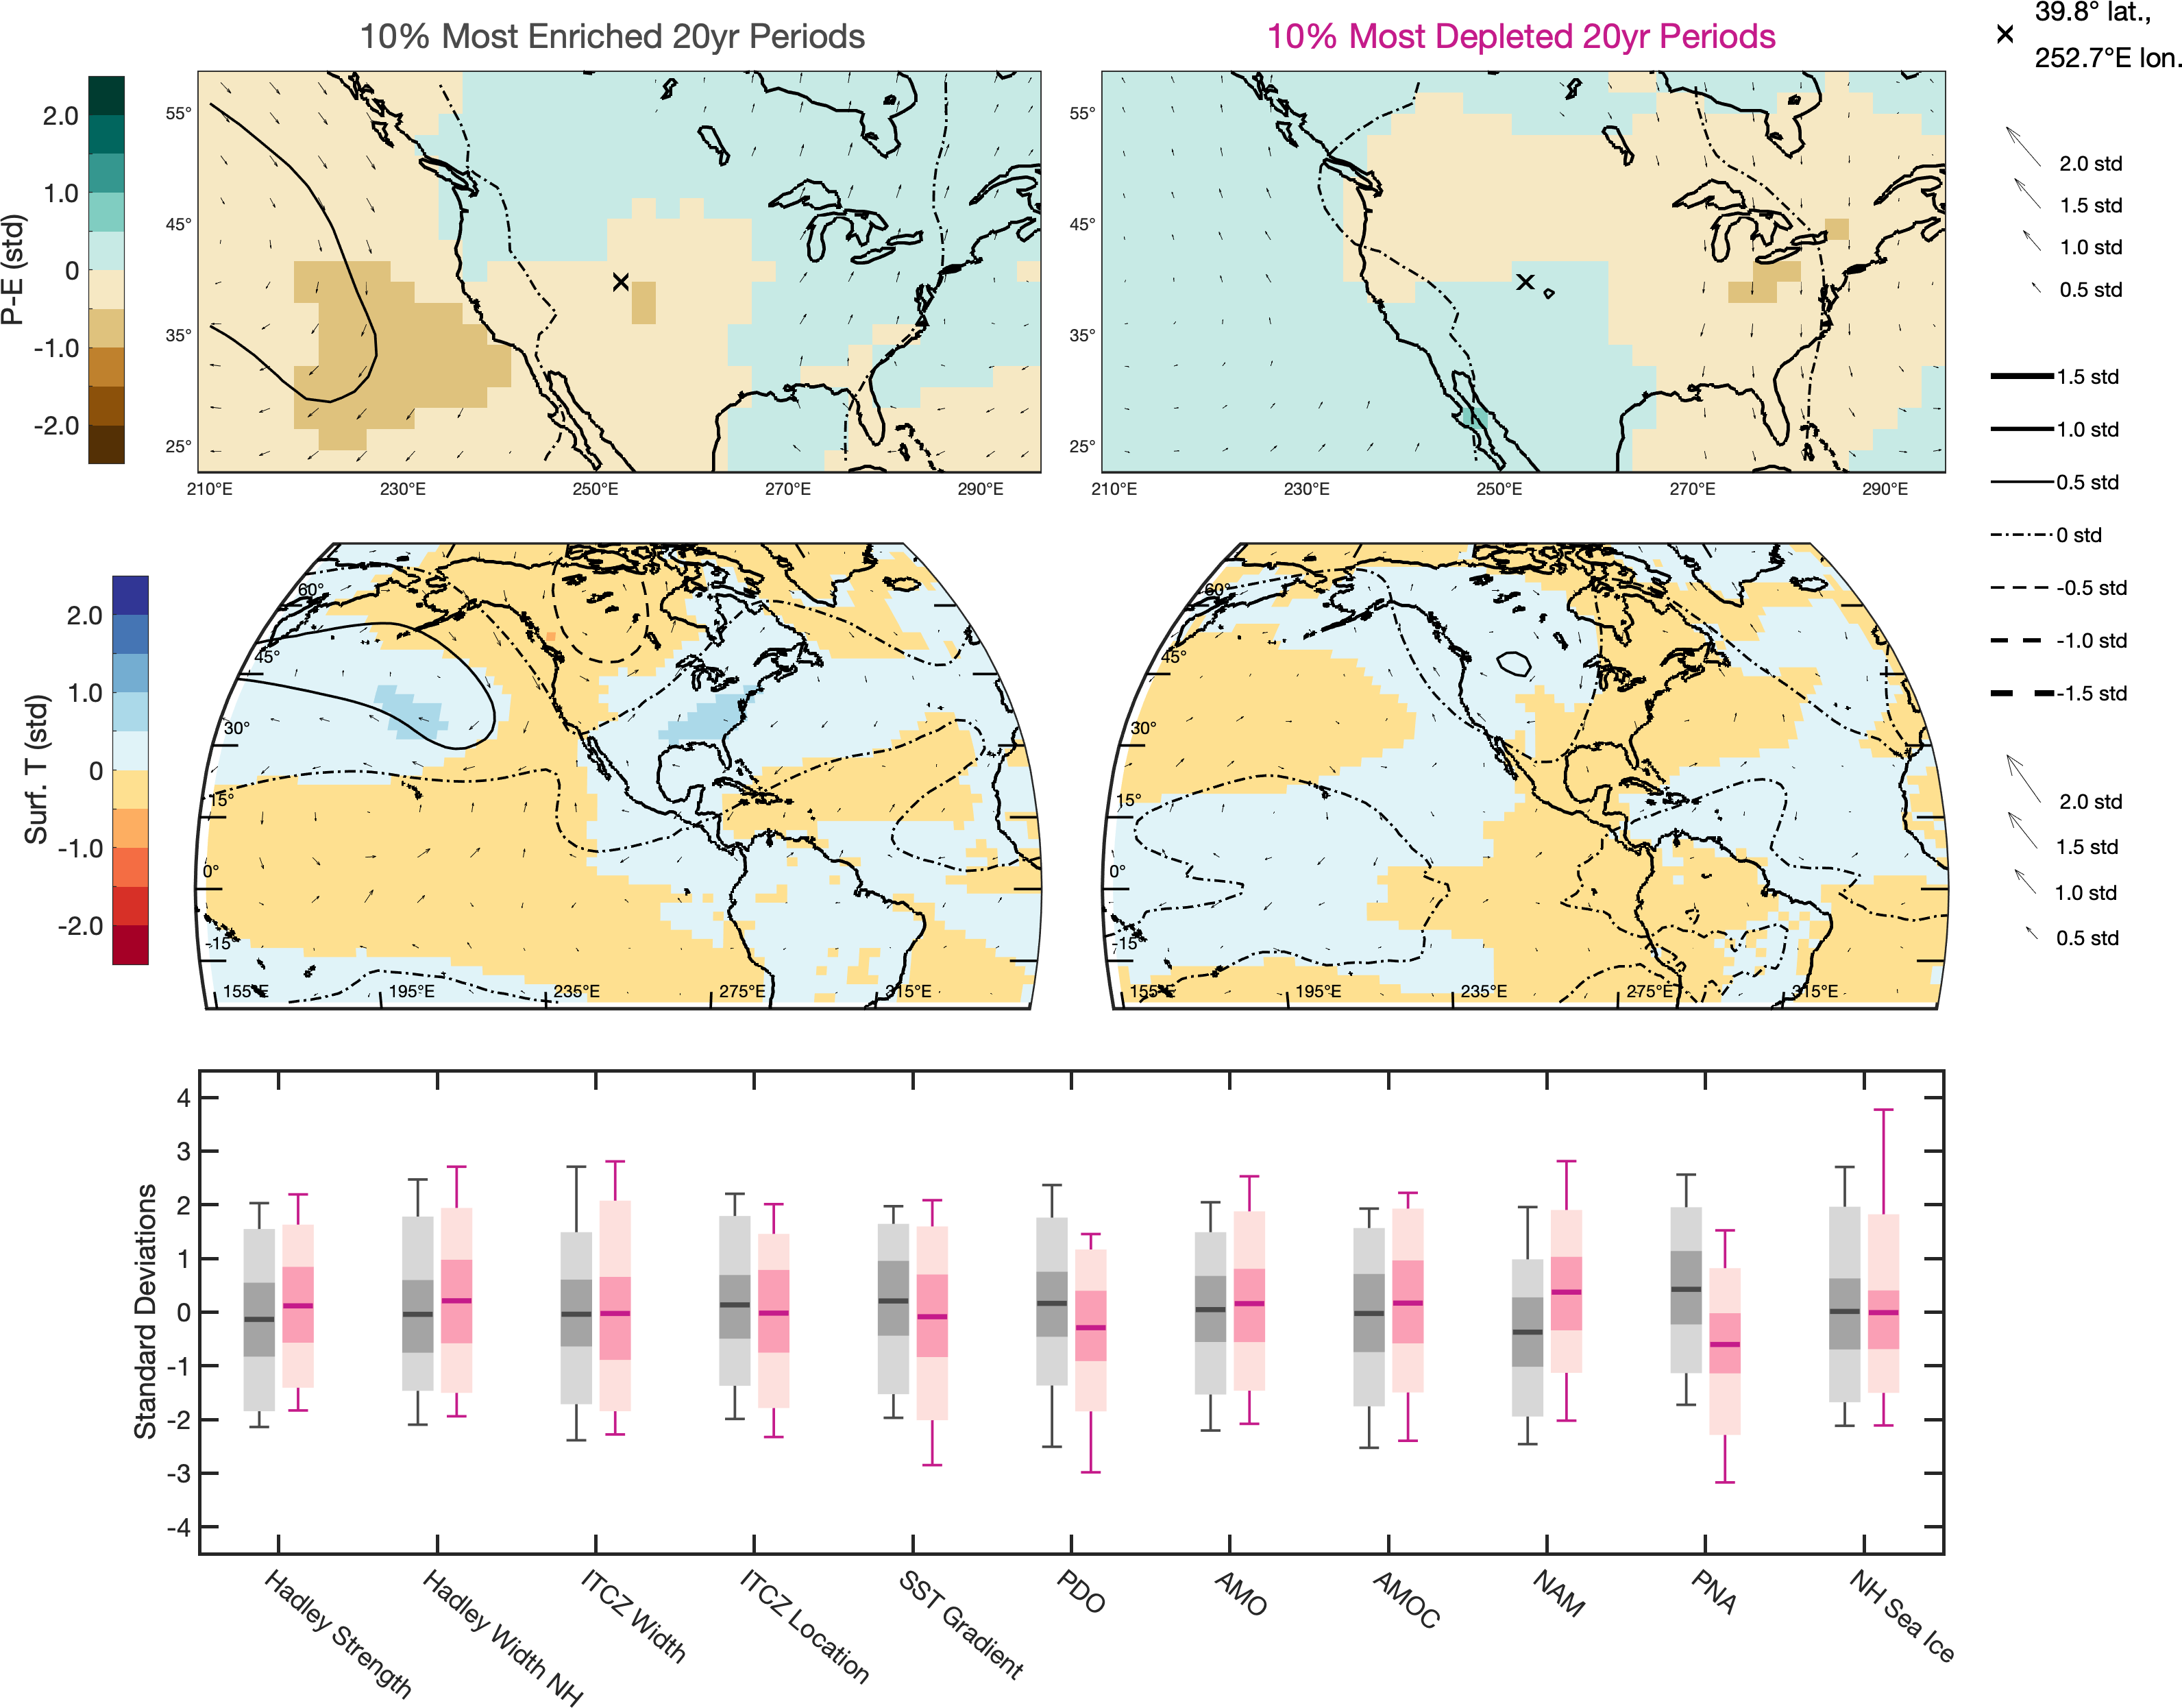 10% Most Enriched 20yr Periods
10% Most Depleted 20yr Periods
39.8° lat.,
252.7°E lon.
P-E (std)
2.0
1.0
0
-1.0
-2.0
55°
45°
35°
25°
210°E 230°E 250°E 270°E 290°E
55°
45°
35°
25°
210°E 230°E 250°E 270°E 290°E
2.0 std
1.5 std
1.0 std
0.5 std
1.5 std
1.0 std
0.5 std
0 std
-0.5 std
-1.0 std
-1.5 std
Surf. T (std)
2.0
1.0
0
-1.0
-2.0
60°
45°
30°
15°
0°
-15°
155°E 195°E 235°E 275°E 315°E
60°
45°
30°
15°
0°
-15°
155°E 195°E 235°E 275°E 315°E
2.0 std
1.5 std
1.0 std
0.5 std
Standard Deviations
4
3
2
1
0
-1
-2
-3
-4
Hadley Strength
Hadley Width NH
ITCZ Width
ITCZ Location
SST Gradient
PDO
AMO
AMOC
NAM
PNA
NH Sea Ice